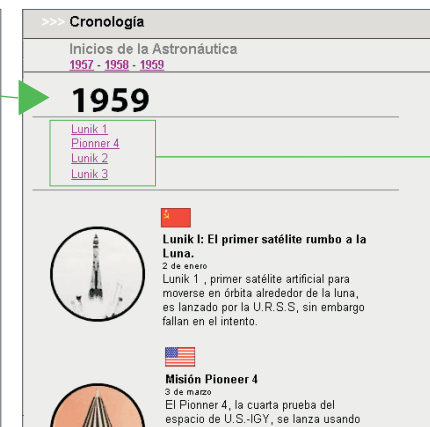 >>> Cronología
Inicios de la Astronáutica
1957 - 1958 - 1959
1959
Lunik 1
Pionner 4
Lunik 2
Lunik 3
Lunik I: El primer satélite rumbo a la
Luna.
2 de enero
Lunik 1 , primer satélite artificial para
moverse en órbita alrededor de la luna,
es lanzado por la U.R.S.S, sin embargo
fallan en el intento.
Misión Pioneer 4
3 de marzo
El Pionner 4, la cuarta prueba del
espacio de U.S.-IGY, se lanza usando